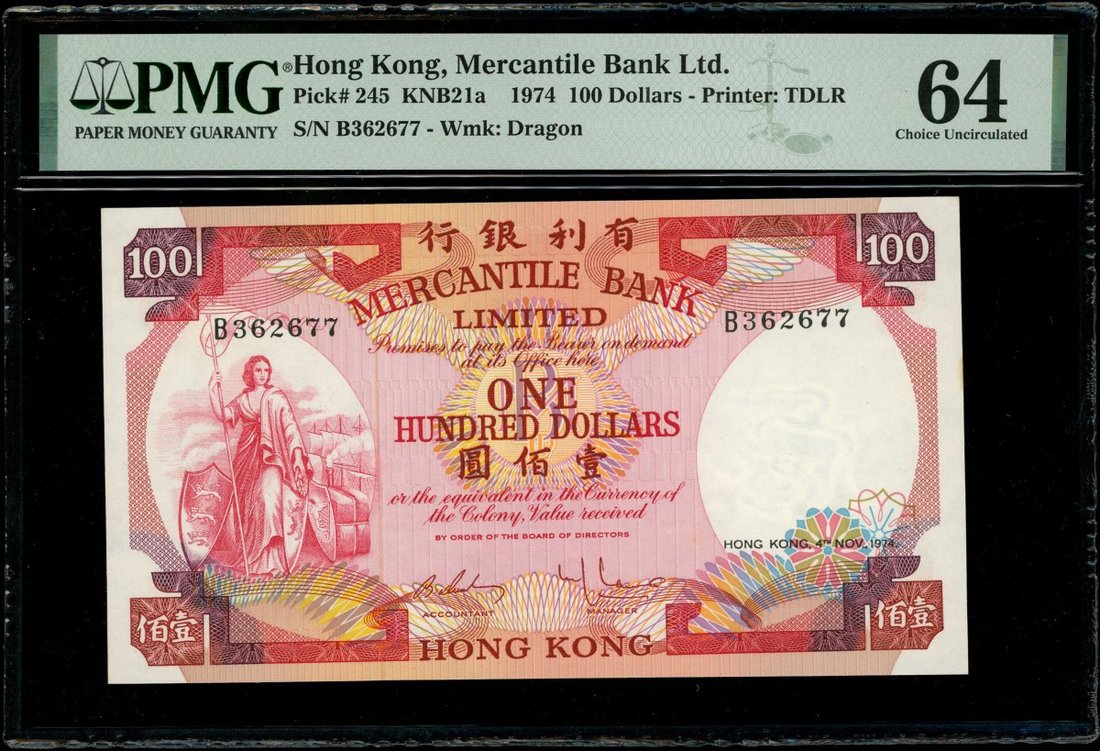 PMG®
PAPER MONEY GUARANTY
Hong Kong, Mercantile Bank Ltd.
Pick# 245 KNB21a 1974 100 Dollars - Printer: TDLR
S/N B362677 - Wmk: Dragon
64
Choice Uncirculated
行銀利有
100
100
MERCANTILE BANK
LIMITED
B362677
B362677
Promises to pay the Bearer on demand
at its Office here
ONE
HUNDRED DOLLARS
圓佰壹
or the equivalent in the Currency of
the Colony, Value received
BY ORDER OF THE BOARD OF DIRECTORS
HONG KONG, 4TH NOV. 1974.
ACCOUNTANT
MANAGER
佰壹
佰壹
HONG KONG